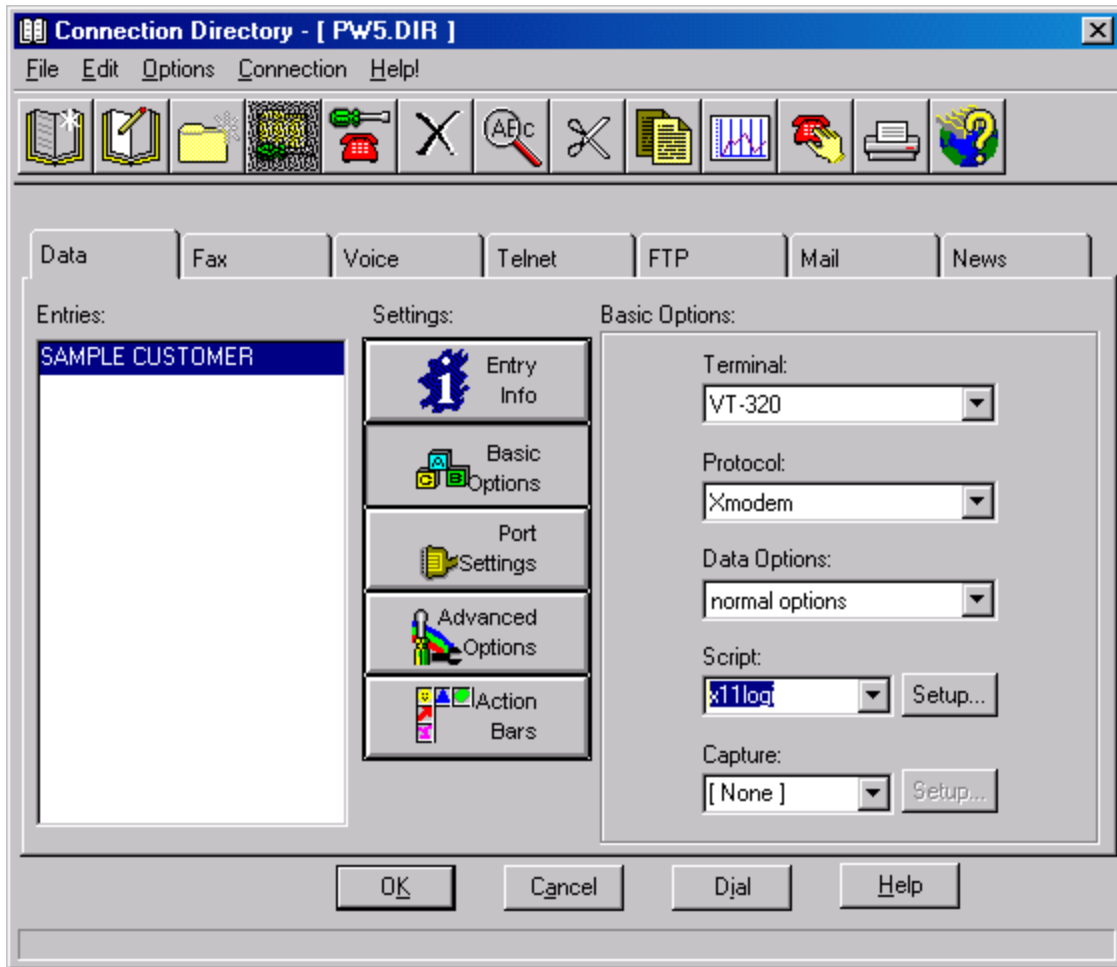 Connection Directory - [ PW5.DIR ]
File Edit Options Connection Help!
AEc
Data Fax Voice Telnet FTP Mail News
Entries: Settings: Basic Options:
SAMPLE CUSTOMER
Entry
Info
Basic
Options
Port
Settings
Advanced
Options
Action
Bars
Terminal:
VT-320
Protocol:
Xmodem
Data Options:
normal options
Script:
x11logi
Setup...
Capture:
[ None ]
Setup...
OK Cancel Dial Help